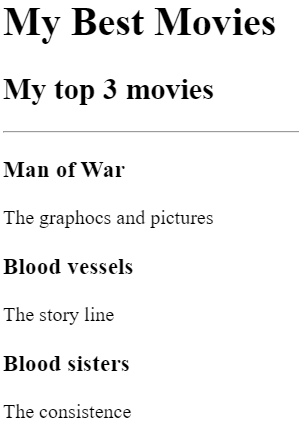 My Best Movies
My top 3 movies
Man of War
The graphocs and pictures
Blood vessels
The story line
Blood sisters
The consistence